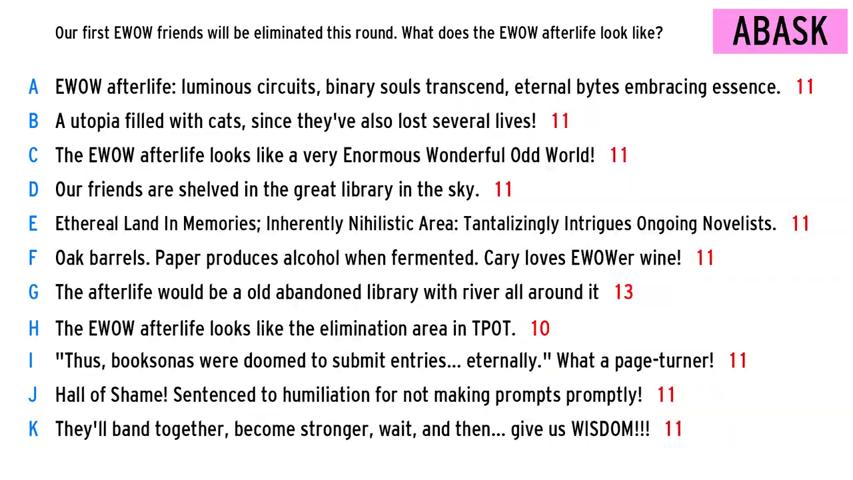 Our first EWOW friends will be eliminated this round. What does the EWOW afterlife look like? ABASK
A EWOW afterlife: luminous circuits, binary souls transcend, eternal bytes embracing essence. 11
B A utopia filled with cats, since they've also lost several lives! 11
C The EWOW afterlife looks like a very Enormous Wonderful Odd World! 11
D Our friends are shelved in the great library in the sky. 11
E Ethereal Land In Memories; Inherently Nihilistic Area: Tantalizingly Intrigues Ongoing Novelists. 11
F Oak barrels. Paper produces alcohol when fermented. Cary loves EWOWer wine! 11
G The afterlife would be a old abandoned library with river all around it 13
H The EWOW afterlife looks like the elimination area in TPOT. 10
I "Thus, booksonas were doomed to submit entries... eternally." What a page-turner! 11
J Hall of Shame! Sentenced to humiliation for not making prompts promptly! 11
K They'll band together, become stronger, wait, and then... give us WISDOM!!! 11